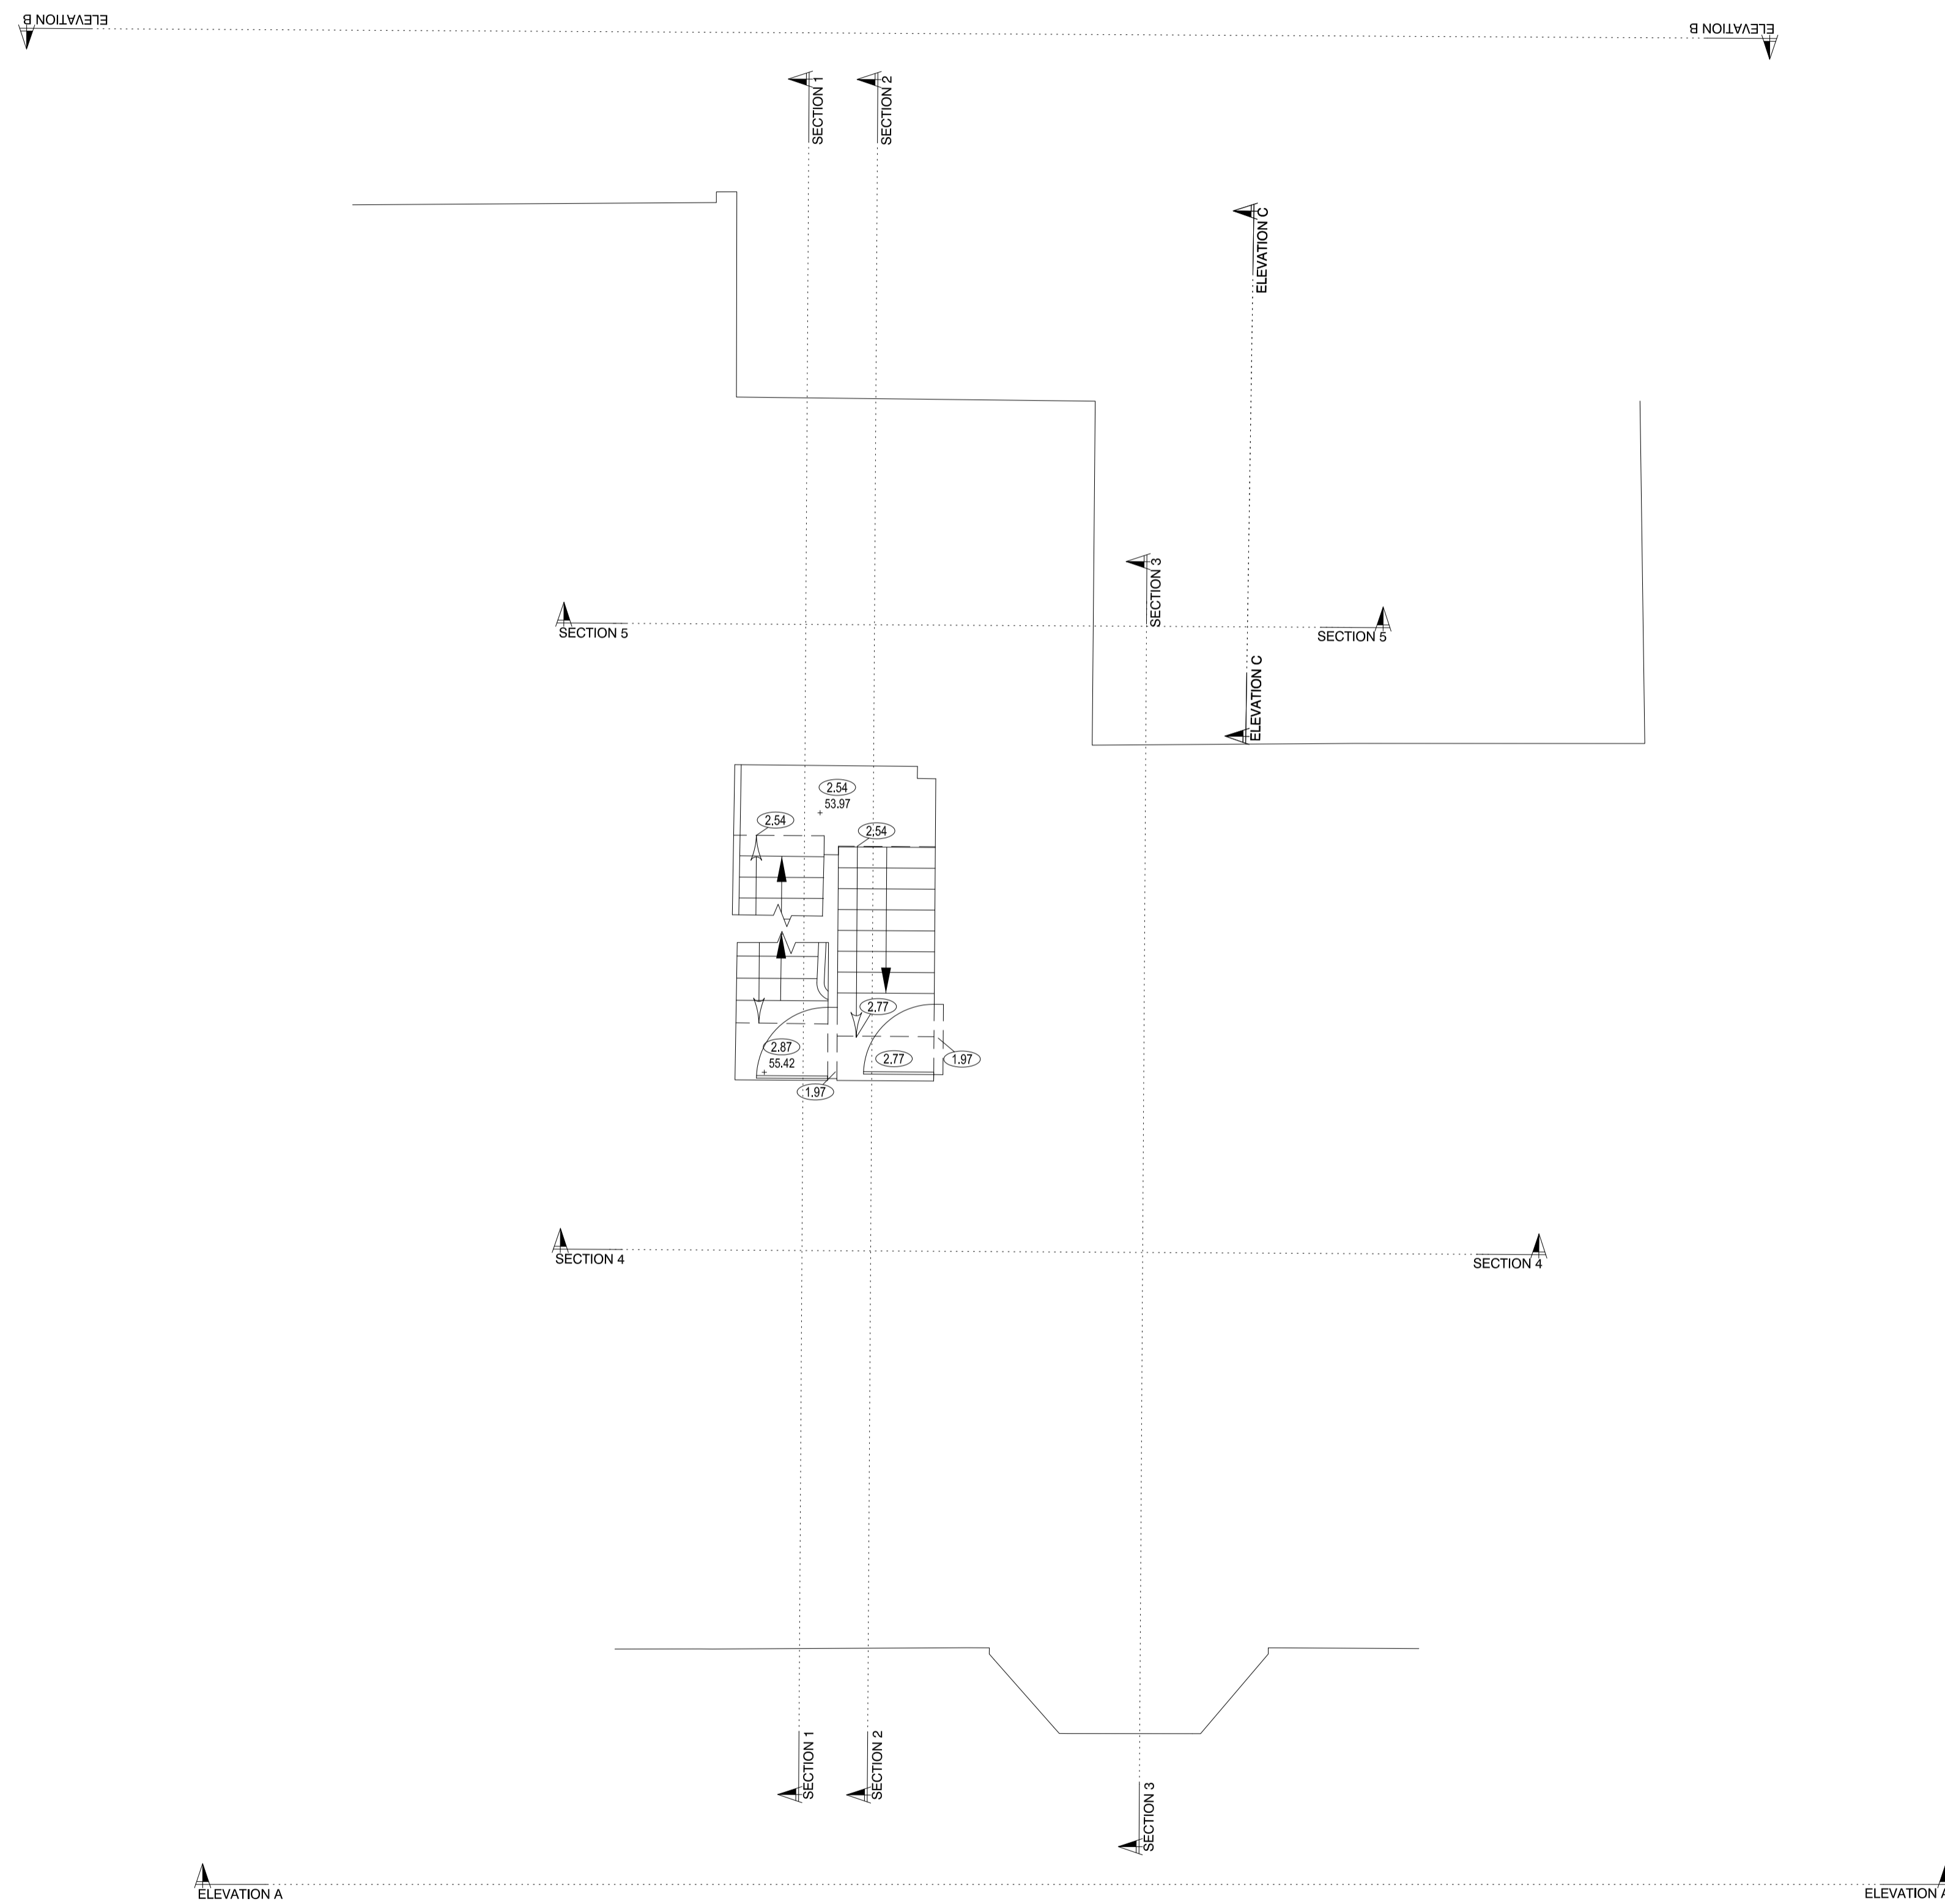 ELEVATION B
ELEVATION B
SECTION 1
SECTION 2
ELEVATION C
SECTION 3
SECTION 5
SECTION 5
ELEVATION C
2.54
53.97
2.54
2.54
2.77
2.87
55.42
2.77
1.97
1.97
SECTION 4
SECTION 4
SECTION 1
SECTION 2
SECTION 3
ELEVATION A
ELEVATION A